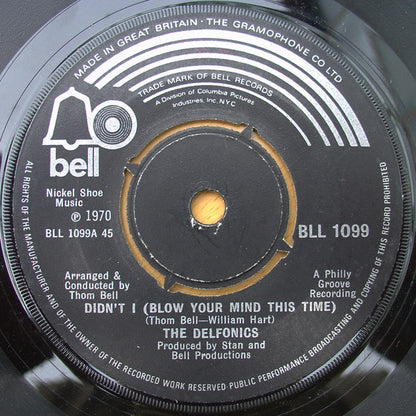 MADE IN GREAT BRITAIN · THE GRAMOPHONE CO LTD
TRADE MARK OF BELL RECORDS
A Division of Columbia Pictures
Industries, Inc. NYC
bell
Nickel Shoe
Music
℗ 1970
BLL 1099A 45
BLL 1099
Arranged &
Conducted by
Thom Bell
A Philly
Groove
Recording
DIDN'T I (BLOW YOUR MIND THIS TIME)
(Thom Bell—William Hart)
THE DELFONICS
Produced by Stan and
Bell Productions
ALL RIGHTS OF THE MANUFACTURER AND OF THE OWNER OF THE RECORDED WORK RESERVED PUBLIC PERFORMANCE BROADCASTING AND COPYING OF THIS RECORD PROHIBITED